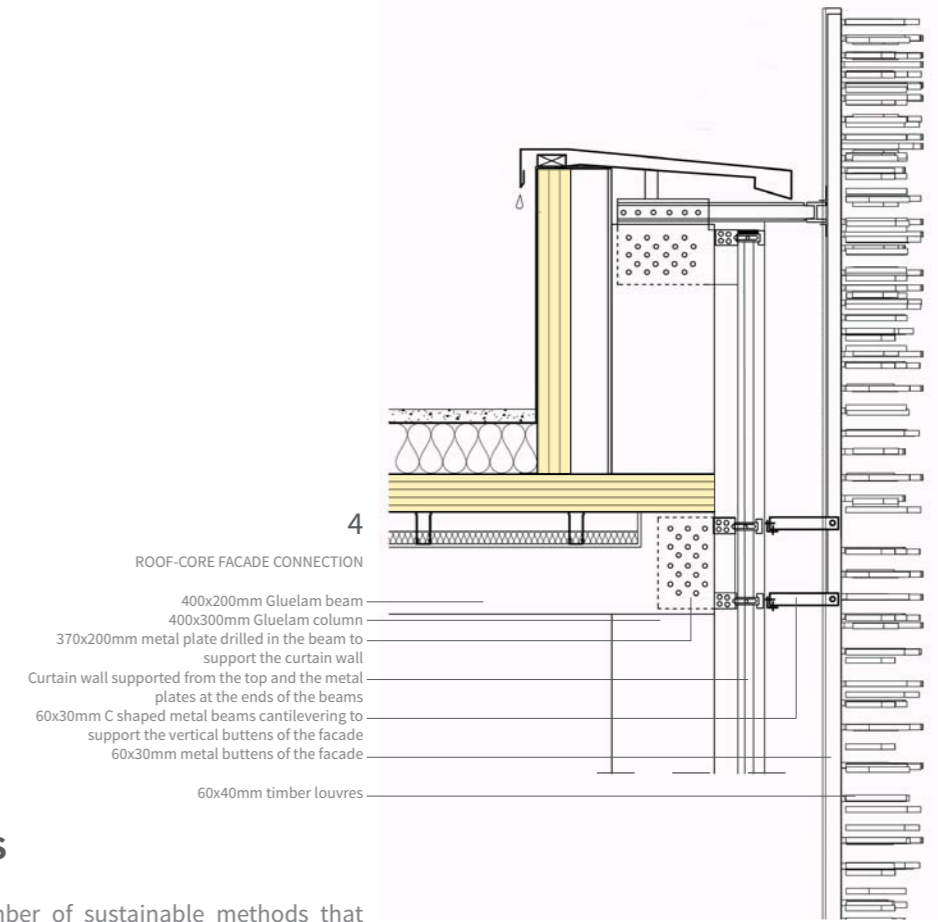 4
ROOF-CORE FACADE CONNECTION
400x200mm Gluelam beam
400x300mm Gluelam column
370x200mm metal plate drilled in the beam to
support the curtain wall
Curtain wall supported from the top and the metal
plates at the ends of the beams
60x30mm C shaped metal beams cantilevering to
support the vertical buttens of the facade
60x30mm metal buttens of the facade
60x40mm timber louvres
s
of sustainable methods that